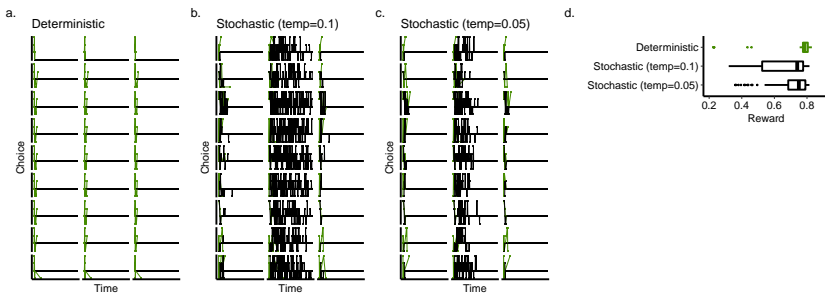 a.
Deterministic
Choice
Time
b.
Stochastic (temp=0.1)
Choice
Time
c.
Stochastic (temp=0.05)
Choice
Time
d.
Deterministic
Stochastic (temp=0.1)
Stochastic (temp=0.05)
0.2 0.4 0.6 0.8
Reward